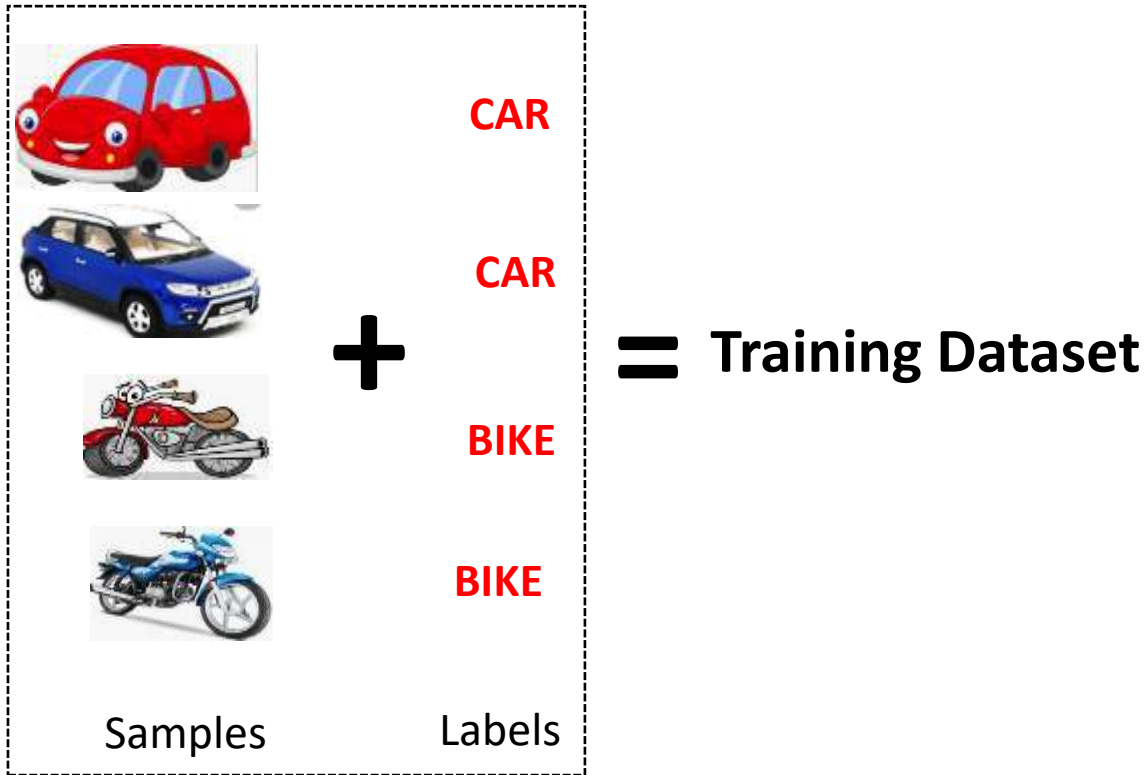 CAR
CAR
+
= Training Dataset
BIKE
BIKE
Samples
Labels